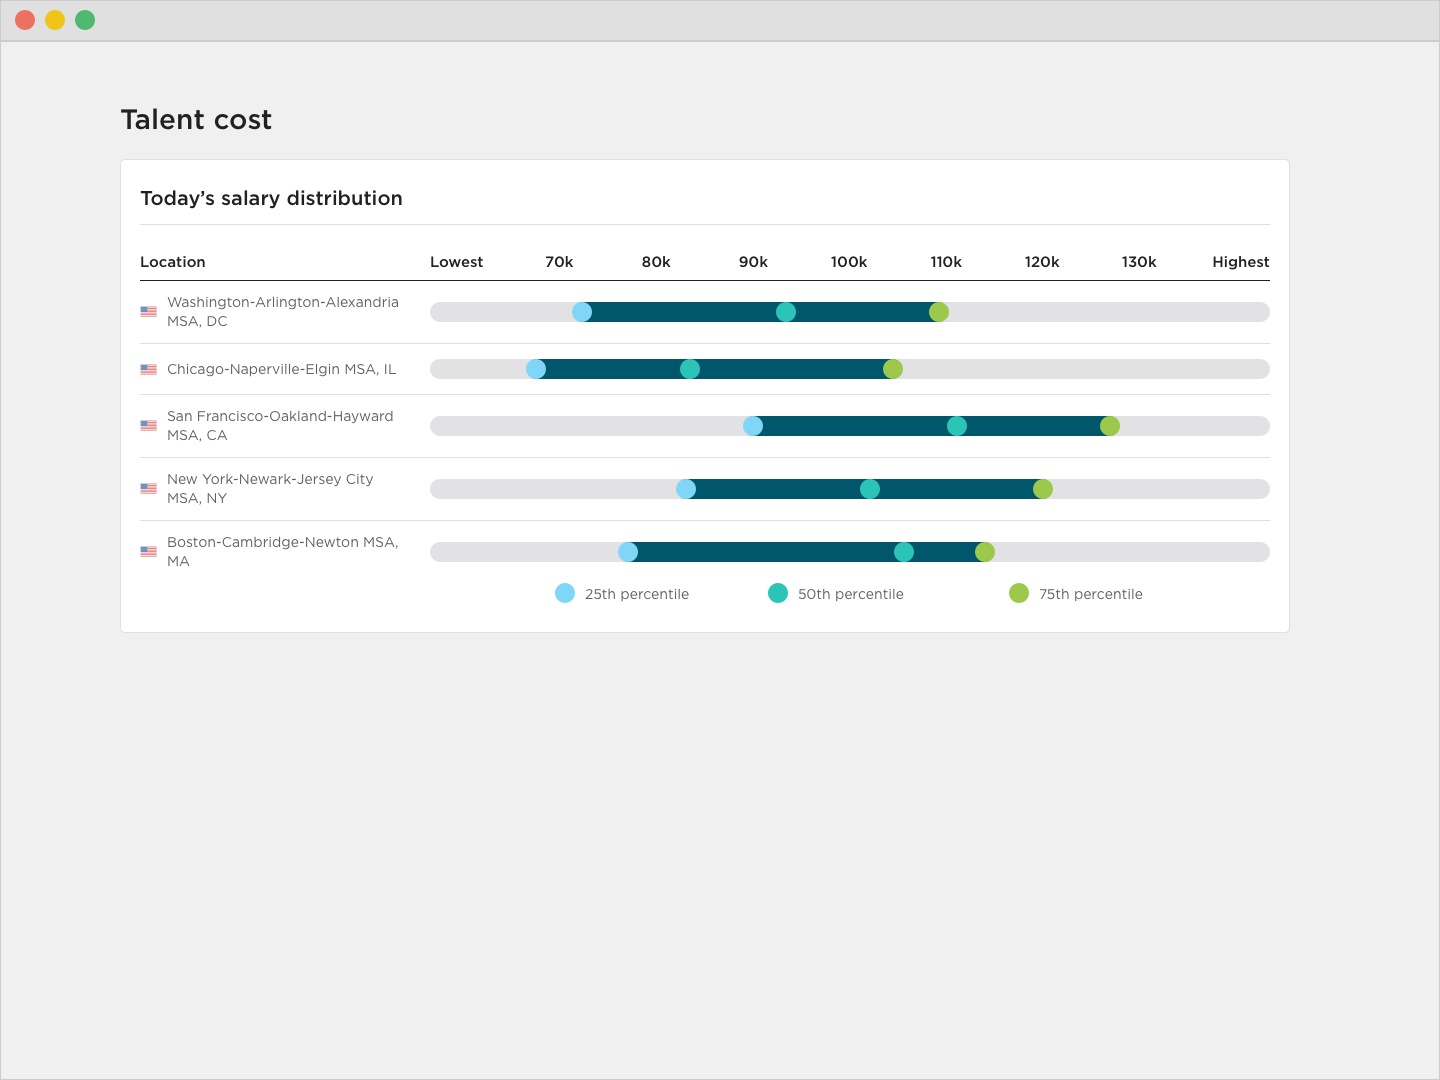 Talent cost
Today’s salary distribution
Location Lowest 70k 80k 90k 100k 110k 120k 130k Highest
Washington-Arlington-Alexandria
MSA, DC
Chicago-Naperville-Elgin MSA, IL
San Francisco-Oakland-Hayward
MSA, CA
New York-Newark-Jersey City
MSA, NY
Boston-Cambridge-Newton MSA,
MA
25th percentile 50th percentile 75th percentile